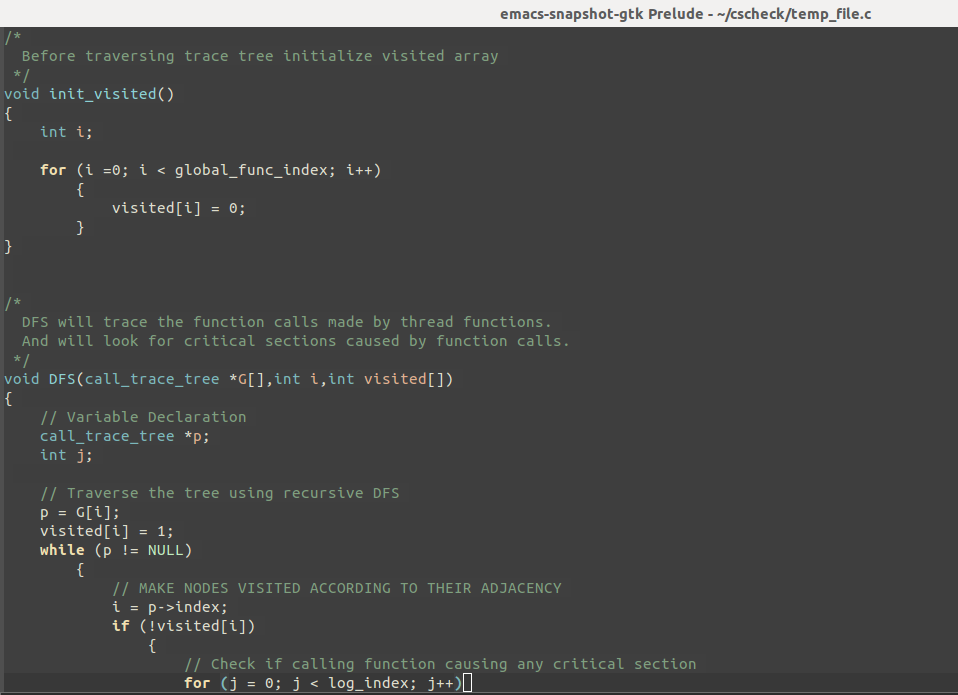 emacs-snapshot-gtk Prelude - ~/cscheck/temp_file.c
/*
  Before traversing trace tree initialize visited array
 */
void init_visited()
{
    int i;

    for (i =0; i < global_func_index; i++)
        {
            visited[i] = 0;
        }
}


/*
  DFS will trace the function calls made by thread functions.
  And will look for critical sections caused by function calls.
 */
void DFS(call_trace_tree *G[],int i,int visited[])
{
    // Variable Declaration
    call_trace_tree *p;
    int j;

    // Traverse the tree using recursive DFS
    p = G[i];
    visited[i] = 1;
    while (p != NULL)
        {
            // MAKE NODES VISITED ACCORDING TO THEIR ADJACENCY
            i = p->index;
            if (!visited[i])
                {
                    // Check if calling function causing any critical section
                    for (j = 0; j < log_index; j++)